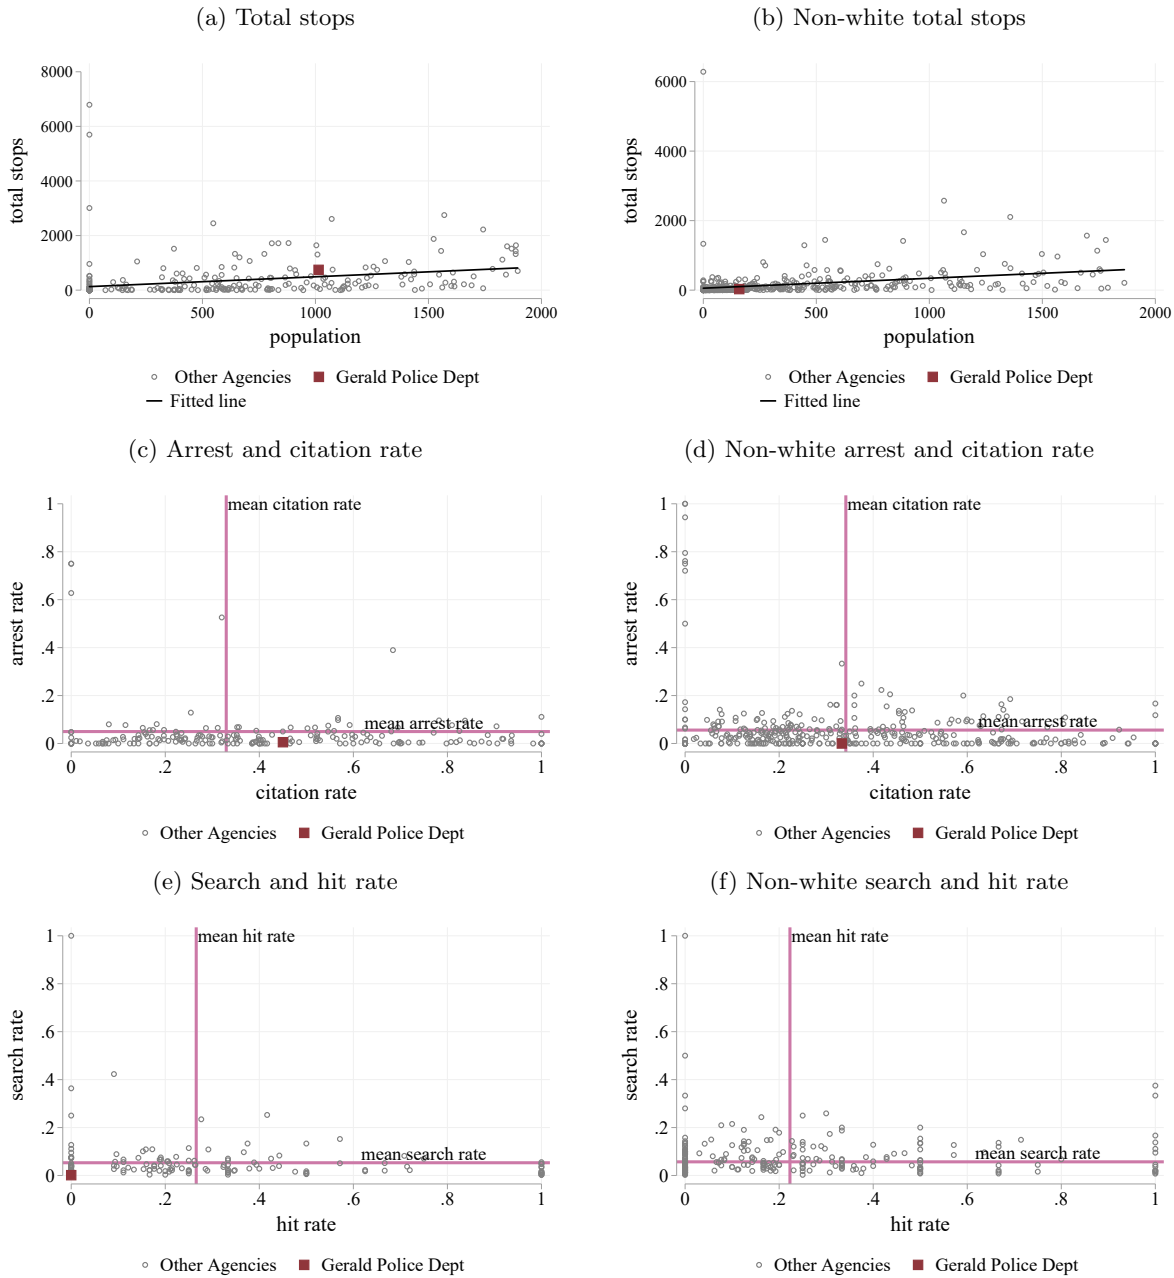 (a) Total stops
(b) Non-white total stops
8000
6000
4000
2000
0
total stops
0 500 1000 1500 2000
population
Other Agencies Gerald Police Dept
Fitted line
6000
4000
2000
0
total stops
0 500 1000 1500 2000
population
Other Agencies Gerald Police Dept
Fitted line
(c) Arrest and citation rate
(d) Non-white arrest and citation rate
1
.8
.6
.4
.2
0
arrest rate
mean citation rate
mean arrest rate
0 .2 .4 .6 .8 1
citation rate
Other Agencies Gerald Police Dept
1
.8
.6
.4
.2
0
arrest rate
mean citation rate
mean arrest rate
0 .2 .4 .6 .8 1
citation rate
Other Agencies Gerald Police Dept
(e) Search and hit rate
(f) Non-white search and hit rate
1
.8
.6
.4
.2
0
search rate
mean hit rate
mean search rate
0 .2 .4 .6 .8 1
hit rate
Other Agencies Gerald Police Dept
1
.8
.6
.4
.2
0
search rate
mean hit rate
mean search rate
0 .2 .4 .6 .8 1
hit rate
Other Agencies Gerald Police Dept